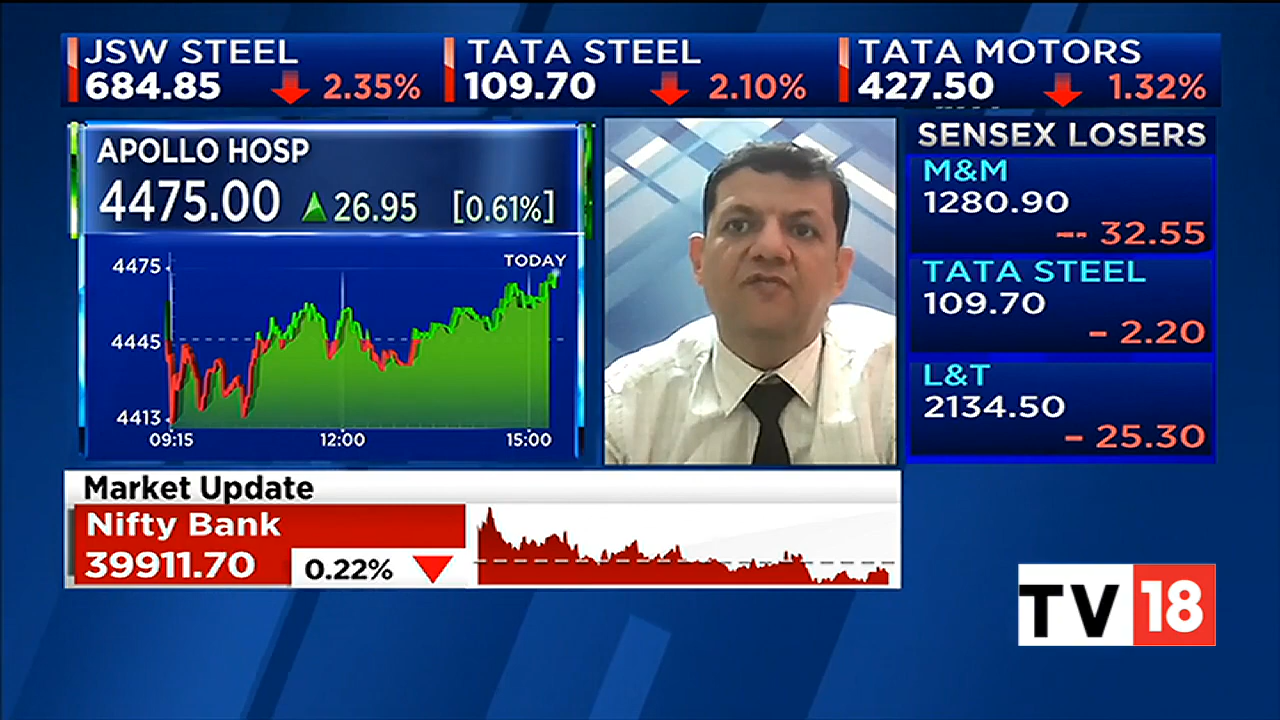 JSW STEEL
684.85 2.35%
TATA STEEL
109.70 2.10%
TATA MOTORS
427.50 1.32%
APOLLO HOSP
4475.00 26.95 [0.61%]
TODAY
4475
4445
4413
09:15 12:00 15:00
SENSEX LOSERS
M&M
1280.90
-- 32.55
TATA STEEL
109.70
- 2.20
L&T
2134.50
- 25.30
Market Update
Nifty Bank
39911.70 0.22%
TV18